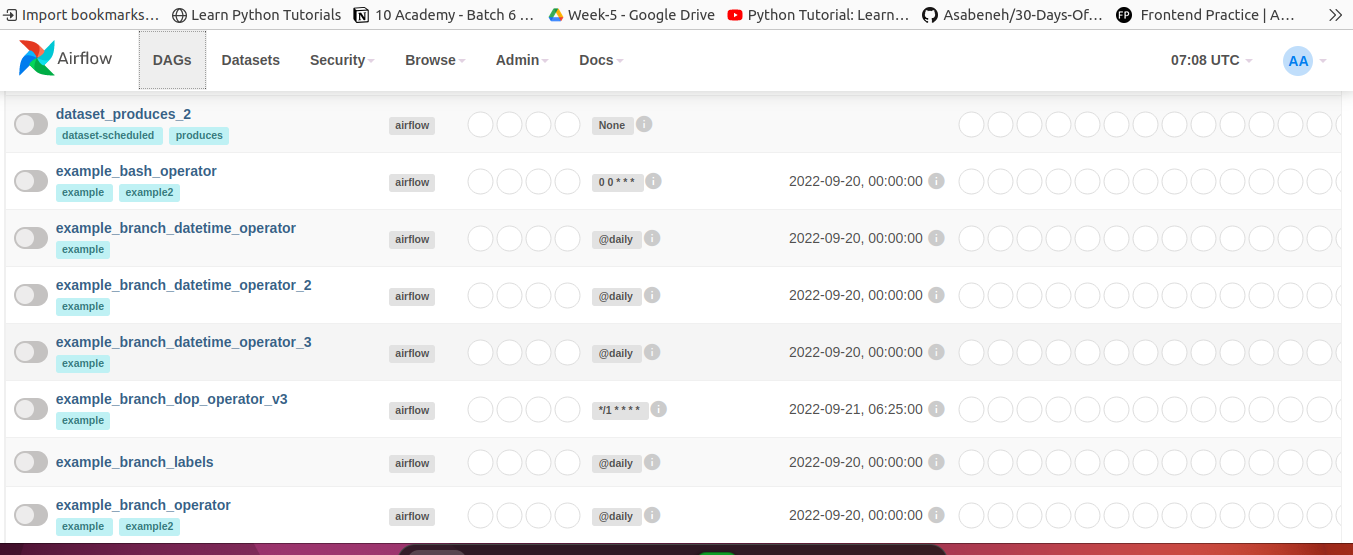 Import bookmarks… Learn Python Tutorials 10 Academy - Batch 6 … Week-5 - Google Drive Python Tutorial: Learn… Asabeneh/30-Days-Of… FP Frontend Practice | A…
Airflow DAGs Datasets Security Browse Admin Docs 07:08 UTC AA
dataset_produces_2
dataset-scheduled produces airflow None i
example_bash_operator
example example2 airflow 0 0 * * * i 2022-09-20, 00:00:00 i
example_branch_datetime_operator
example airflow @daily i 2022-09-20, 00:00:00 i
example_branch_datetime_operator_2
example airflow @daily i 2022-09-20, 00:00:00 i
example_branch_datetime_operator_3
example airflow @daily i 2022-09-20, 00:00:00 i
example_branch_dop_operator_v3
example airflow */1 * * * * i 2022-09-21, 06:25:00 i
example_branch_labels airflow @daily i 2022-09-20, 00:00:00 i
example_branch_operator
example example2 airflow @daily i 2022-09-20, 00:00:00 i